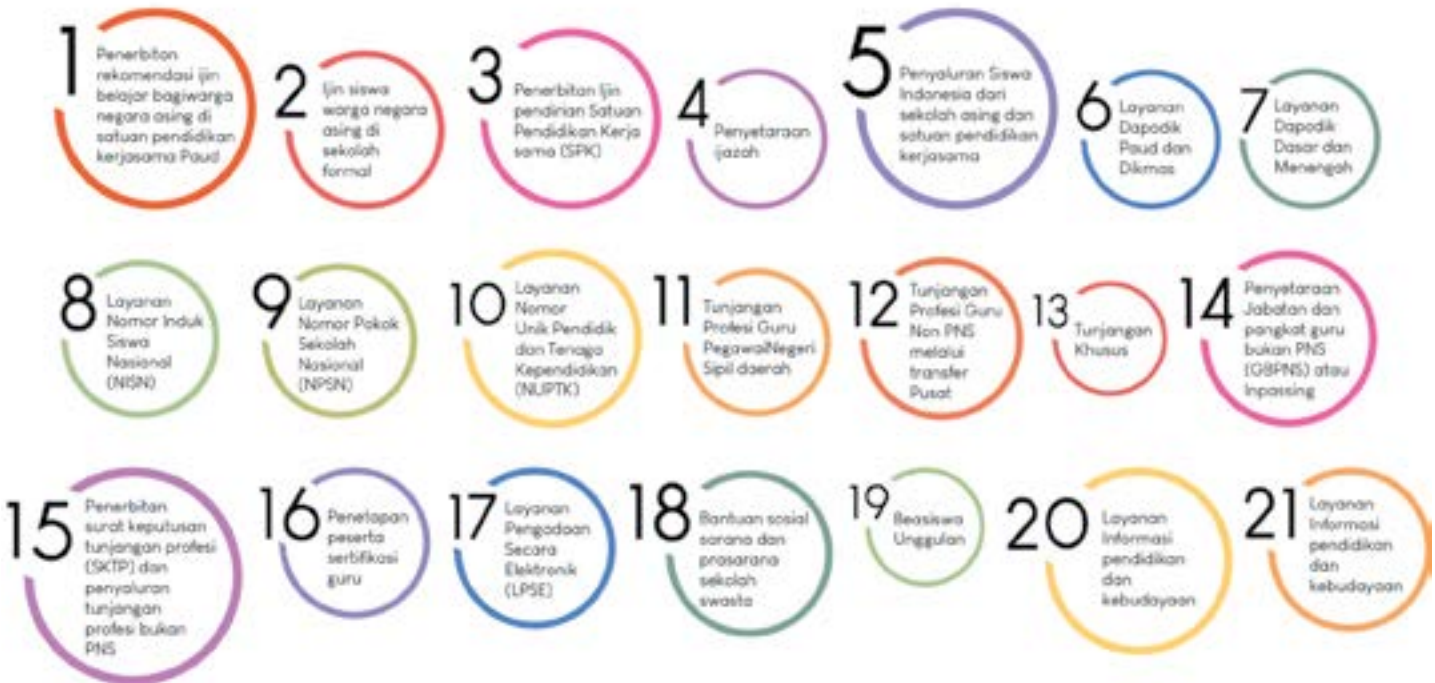 1
Penerbitan
rekomendasi ijin
belajar bagiwarga
negara asing di
satuan pendidikan
kerjasama Paud
2
Ijin siswa
warga negara
asing di
sekolah
formal
3
Penerbitan Ijin
pendirian Satuan
Pendidikan Kerja
sama (SPK)
4
Penyetaraan
ijazah
5
Penyaluran Siswa
Indonesia dari
sekolah asing dan
satuan pendidikan
kerjasama
6
Layanan
Dapodik
Paud dan
Dikmas
7
Layanan
Dapodik
Dasar dan
Menengah
8
Layanan
Nomor Induk
Siswa
Nasional
(NISN)
9
Layanan
Nomor Pokok
Sekolah
Nasional
(NPSN)
10
Layanan
Nomor
Unik Pendidik
dan Tenaga
Kependidikan
(NUPTK)
11
Tunjangan
Profesi Guru
PegawaiNegeri
Sipil daerah
12
Tunjangan
Profesi Guru
Non PNS
melalui
transfer
Pusat
13
Tunjangan
Khusus
14
Penyetaraan
Jabatan dan
pangkat guru
bukan PNS
(GBPNS) atau
Inpassing
15
Penerbitan
surat keputusan
tunjangan profesi
(SKTP) dan
penyaluran
tunjangan
profesi bukan
PNS
16
Penetapan
peserta
sertifikasi
guru
17
Layanan
Pengadaan
Secara
Elektronik
(LPSE)
18
Bantuan sosial
sarana dan
prasarana
sekolah
swasta
19
Beasiswa
Unggulan
20
Layanan
Informasi
pendidikan
dan
kebudayaan
21
Layanan
Informasi
pendidikan
dan
kebudayaan